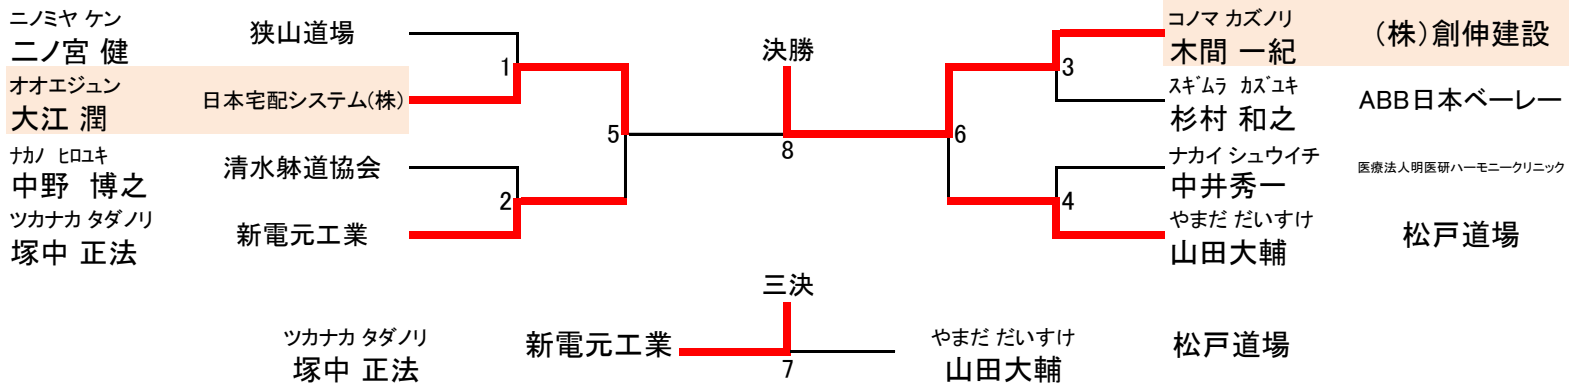 ニノミヤ ケン
二ノ宮 健
狭山道場
オオエジュン
大江 潤
日本宅配システム(株)
ナカノ ヒロユキ
中野 博之
清水躰道協会
ツカナカ タダノリ
塚中 正法
新電元工業
1
2
5
決勝
8
6
3
4
コノマ カズノリ
木間 一紀
(株)創伸建設
スギムラ カズユキ
杉村 和之
ABB日本ベーレー
ナカイ シュウイチ
中井秀一
医療法人明医研ハーモニークリニック
やまだ だいすけ
山田大輔
松戸道場
三決
ツカナカ タダノリ
塚中 正法
新電元工業
7
やまだ だいすけ
山田大輔
松戸道場